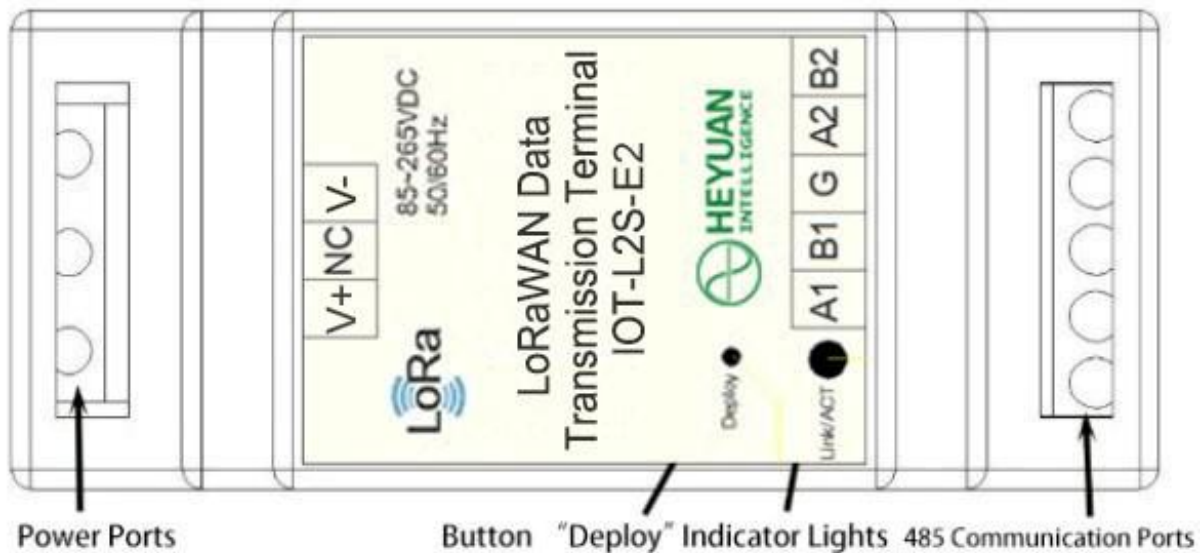 V+ NC V-
85~265VDC
50/60Hz
LoRa
LoRaWAN Data
Transmission Terminal
IOT-L2S-E2
HEYUAN
INTELLIGENCE
Deploy
Link/ACT
A1 B1 G A2 B2
Power Ports
Button "Deploy" Indicator Lights
485 Communication Ports